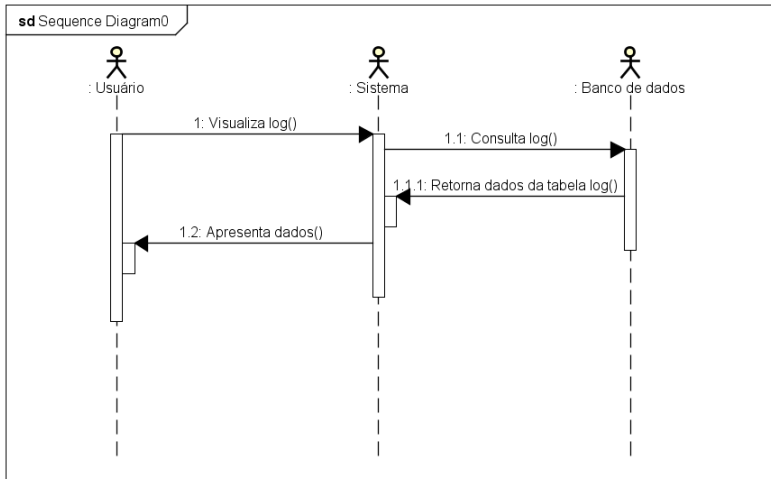 sd Sequence Diagram0
: Usuário
: Sistema
: Banco de dados
1: Visualiza log()
1.1: Consulta log()
1.1.1: Retorna dados da tabela log()
1.2: Apresenta dados()